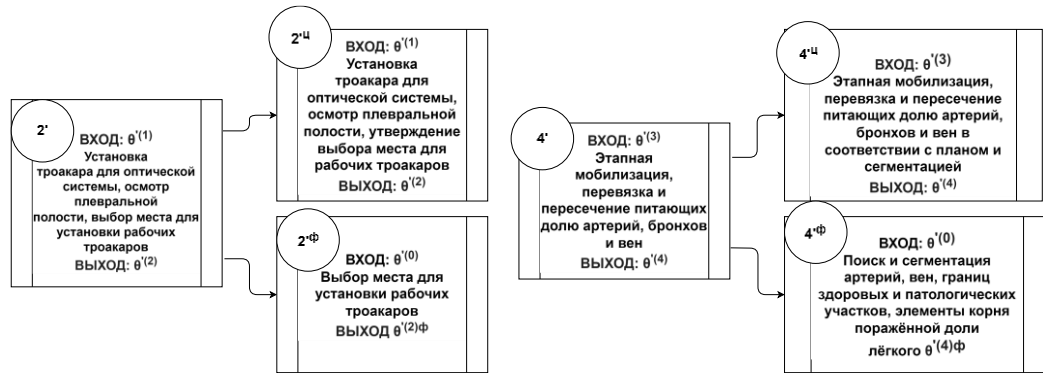 2'
ВХОД: θ'(1)
Установка
троакара для оптической
системы, осмотр
плевральной
полости, выбор места для
установки рабочих
троакаров
ВЫХОД: θ'(2)
2'ц
ВХОД: θ'(1)
Установка
троакара для
оптической системы,
осмотр плевральной
полости, утверждение
выбора места для
рабочих троакаров
ВЫХОД: θ'(2)
2'ф
ВХОД: θ'(0)
Выбор места для
установки рабочих
троакаров
ВЫХОД θ'(2)ф
4'
ВХОД: θ'(3)
Этапная
мобилизация,
перевязка и
пересечение питающих
долю артерий, бронхов
и вен
ВЫХОД: θ'(4)
4'ц
ВХОД: θ'(3)
Этапная мобилизация,
перевязка и пересечение
питающих долю артерий,
бронхов и вен в
соответствии с планом и
сегментацией
ВЫХОД: θ'(4)
4'ф
ВХОД: θ'(0)
Поиск и сегментация
артерий, вен, границ
здоровых и патологических
участков, элементы корня
поражённой доли
лёгкого θ'(4)ф